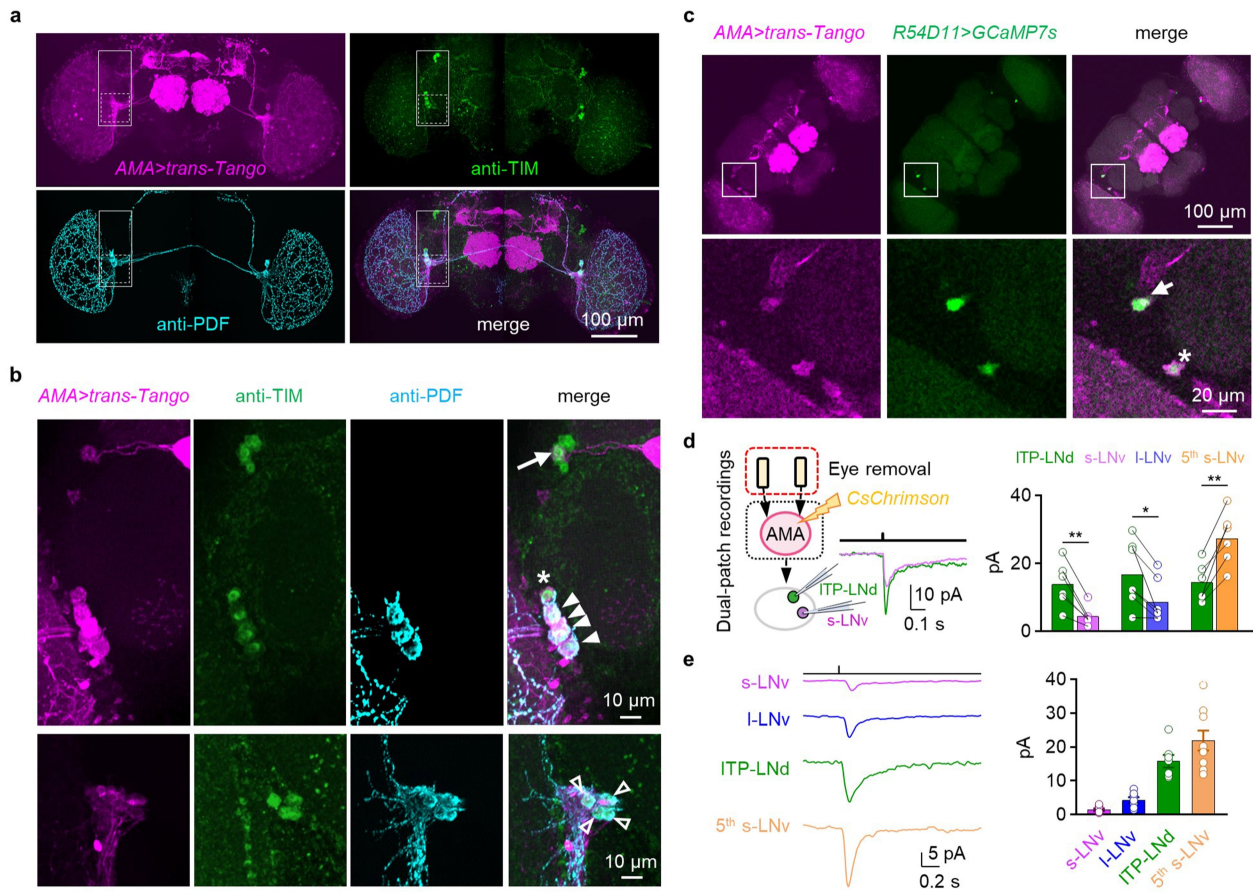 a
AMA>trans-Tango
anti-TIM
anti-PDF
merge
100 µm
b
AMA>trans-Tango
anti-TIM
anti-PDF
merge
*
10 µm
10 µm
c
AMA>trans-Tango
R54D11>GCaMP7s
merge
100 µm
*
20 µm
d
Dual-patch recordings
Eye removal
CsChrimson
AMA
ITP-LNd
s-LNv
10 pA
0.1 s
ITP-LNd s-LNv l-LNv 5th s-LNv
pA
40
20
0
**
*
**
e
s-LNv
l-LNv
ITP-LNd
5th s-LNv
5 pA
0.2 s
pA
40
30
20
10
0
s-LNv
l-LNv
ITP-LNd
5th s-LNv